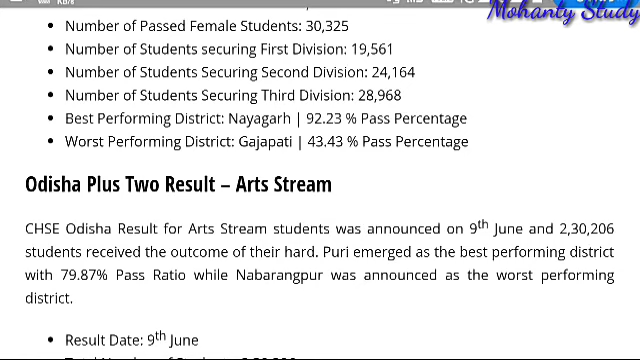 Mohanty Study
Number of Passed Female Students: 30,325
Number of Students securing First Division: 19,561
Number of Students Securing Second Division: 24,164
Number of Students Securing Third Division: 28,968
Best Performing District: Nayagarh | 92.23 % Pass Percentage
Worst Performing District: Gajapati | 43.43 % Pass Percentage
Odisha Plus Two Result – Arts Stream
CHSE Odisha Result for Arts Stream students was announced on 9th June and 2,30,206
students received the outcome of their hard. Puri emerged as the best performing district
with 79.87% Pass Ratio while Nabarangpur was announced as the worst performing
district.
Result Date: 9th June